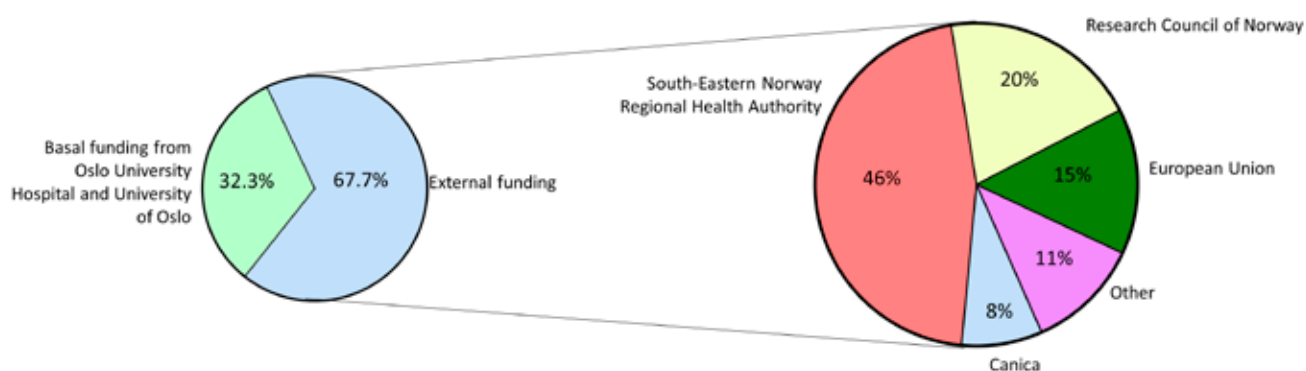 Research Council of Norway
South-Eastern Norway
Regional Health Authority
20%
Basal funding from
Oslo University
Hospital and University
of Oslo
32.3%
67.7%
External funding
46%
15%
European Union
11%
Other
8%
Canica